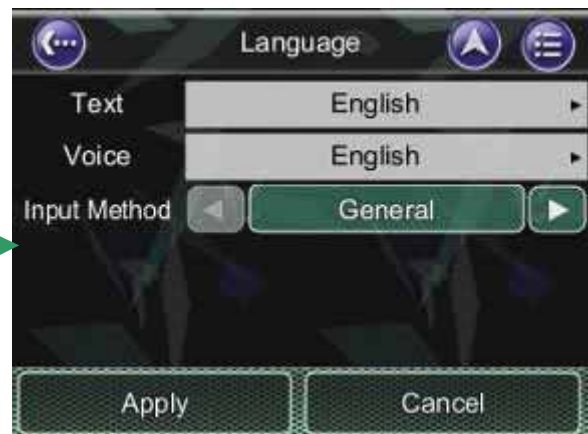 Language
Text English
Voice English
Input Method General
Apply Cancel